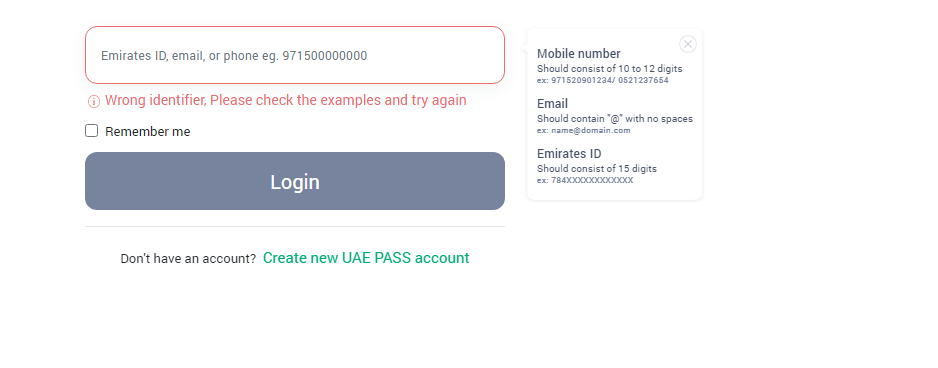 Emirates ID, email, or phone eg. 971500000000
Wrong identifier. Please check the examples and try again
Remember me
Login
Don't have an account? Create new UAE PASS account
Mobile number
Should consist of 10 to 12 digits
ex: 971520901234/ 0521237654
Email
Should contain "@" with no spaces
ex: name@domain.com
Emirates ID
Should consist of 15 digits
ex: 784XXXXXXXXXXXX